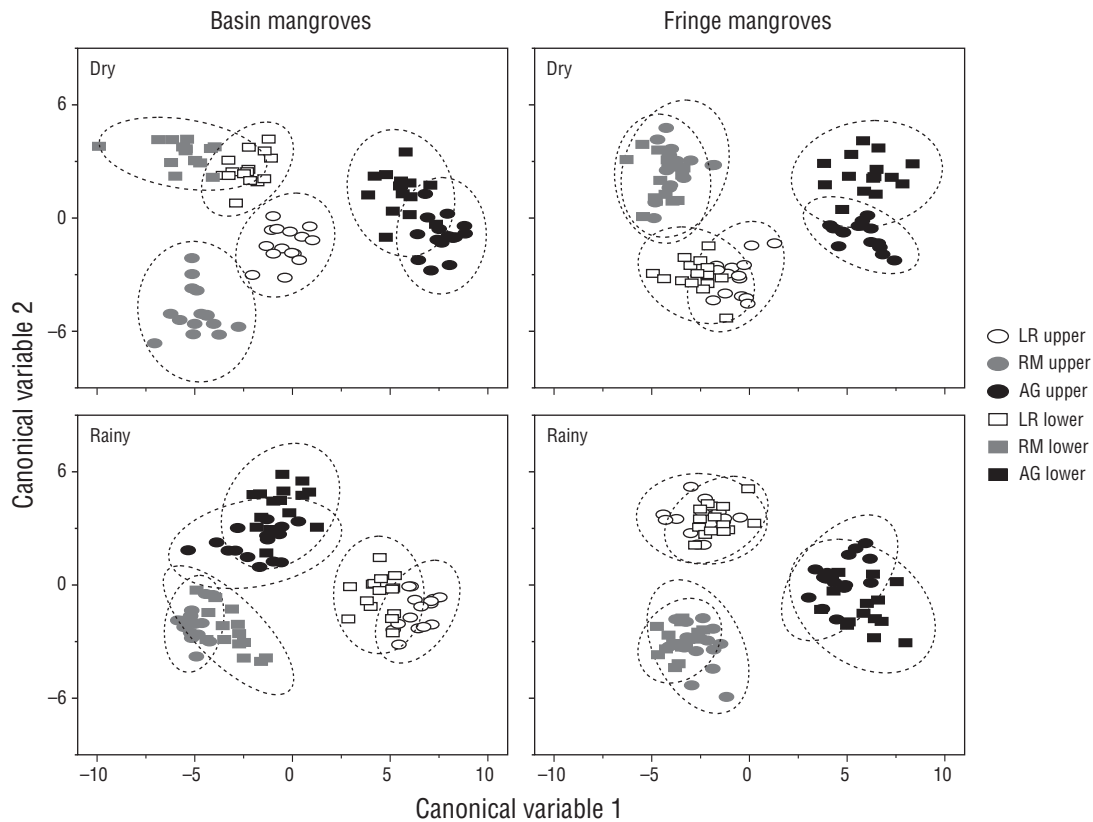 Basin mangroves
Fringe mangroves
Dry
Dry
6
0
−6
Canonical variable 2
Rainy
Rainy
6
0
−6
−10 −5 0 5 10
−10 −5 0 5 10
Canonical variable 1
LR upper
RM upper
AG upper
LR lower
RM lower
AG lower